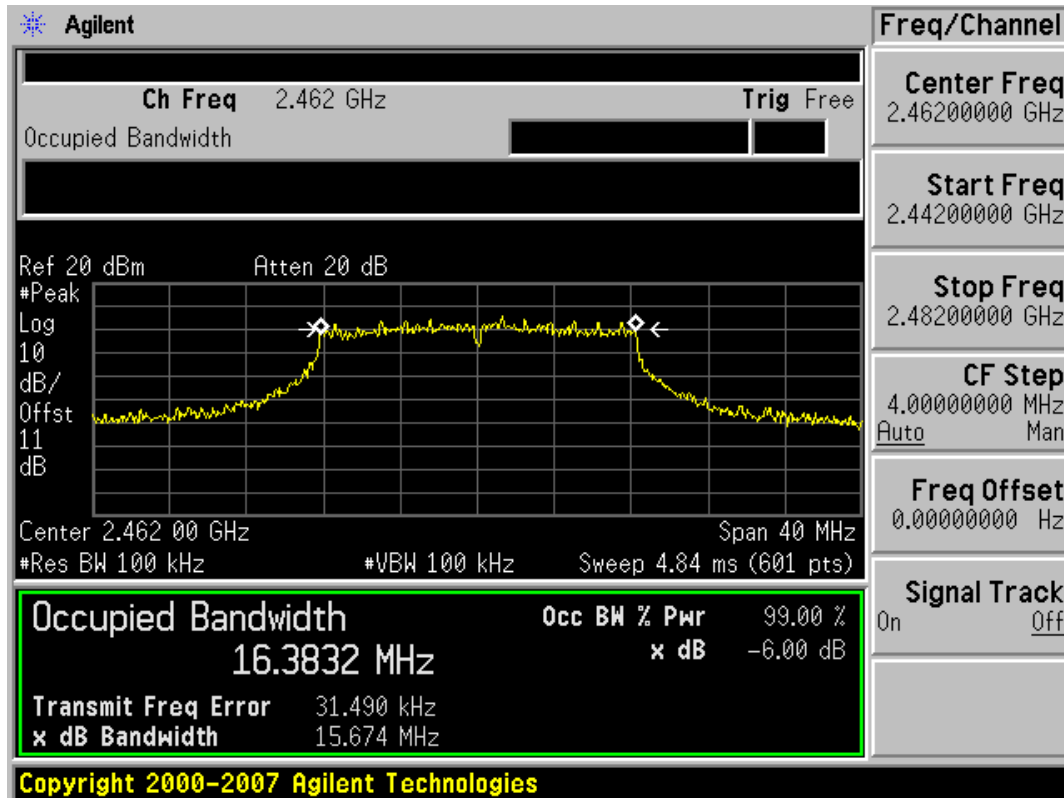 Agilent
Freq/Channel
Ch Freq 2.462 GHz Trig Free
Occupied Bandwidth
Center Freq
2.46200000 GHz
Start Freq
2.44200000 GHz
Stop Freq
2.48200000 GHz
CF Step
4.00000000 MHz
Auto Man
Freq Offset
0.00000000 Hz
Signal Track
On Off
Ref 20 dBm Atten 20 dB
#Peak
Log
10
dB/
Offst
11
dB
Center 2.462 00 GHz Span 40 MHz
#Res BW 100 kHz #VBW 100 kHz Sweep 4.84 ms (601 pts)
Occupied Bandwidth
16.3832 MHz
Occ BW % Pwr 99.00 %
x dB -6.00 dB
Transmit Freq Error 31.490 kHz
x dB Bandwidth 15.674 MHz
Copyright 2000-2007 Agilent Technologies